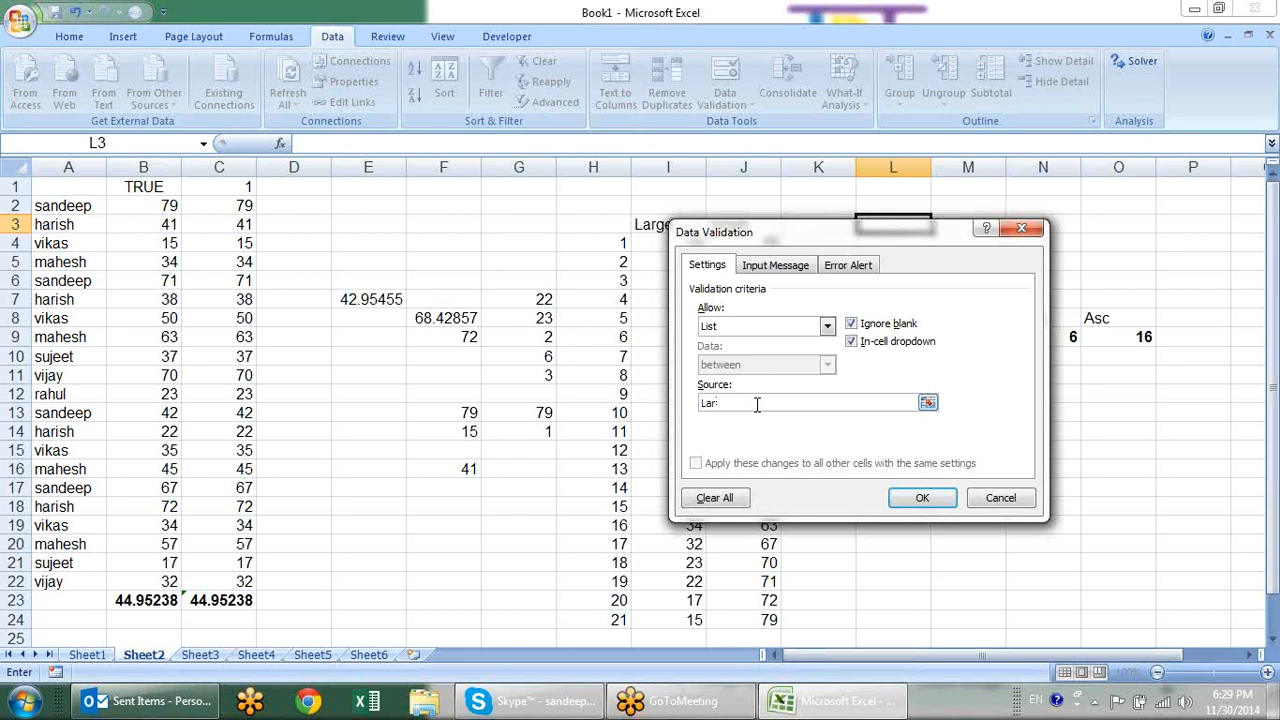 Book1 - Microsoft Excel
Home Insert Page Layout Formulas Data Review View Developer
From Access
From Web
From Text
From Other Sources
Existing Connections
Get External Data
Refresh All
Connections
Properties
Edit Links
Connections
Sort
Filter
Clear
Reapply
Advanced
Sort & Filter
Text to Columns
Remove Duplicates
Data Validation
Consolidate
What-If Analysis
Data Tools
Group
Ungroup
Subtotal
Show Detail
Hide Detail
Outline
Solver
Analysis
L3 fx
A B C D E F G H I J K L M N O P
1 TRUE 1
2 sandeep 79 79
3 harish 41 41 Large
4 vikas 15 15 1
5 mahesh 34 34 2
6 sandeep 71 71 3
7 harish 38 38 42.95455 22 4
8 vikas 50 50 68.42857 23 5 Asc
9 mahesh 63 63 72 2 6 6 16
10 sujeet 37 37 6 7
11 vijay 70 70 3 8
12 rahul 23 23 9
13 sandeep 42 42 79 79 10
14 harish 22 22 15 1 11
15 vikas 35 35 12
16 mahesh 45 45 41 13
17 sandeep 67 67 14
18 harish 72 72 15
19 vikas 34 34 16 34 63
20 mahesh 57 57 17 32 67
21 sujeet 17 17 18 23 70
22 vijay 32 32 19 22 71
23 44.95238 44.95238 20 17 72
24 21 15 79
25
Data Validation
Settings Input Message Error Alert
Validation criteria
Allow:
List
Ignore blank
Data:
In-cell dropdown
between
Source:
Lar
Apply these changes to all other cells with the same settings
Clear All OK Cancel
Sheet1 Sheet2 Sheet3 Sheet4 Sheet5 Sheet6
Enter 100%
Sent Items - Perso...
Skype™ - sandeep...
GoToMeeting
Microsoft Excel - ...
EN
6:29 PM
11/30/2014